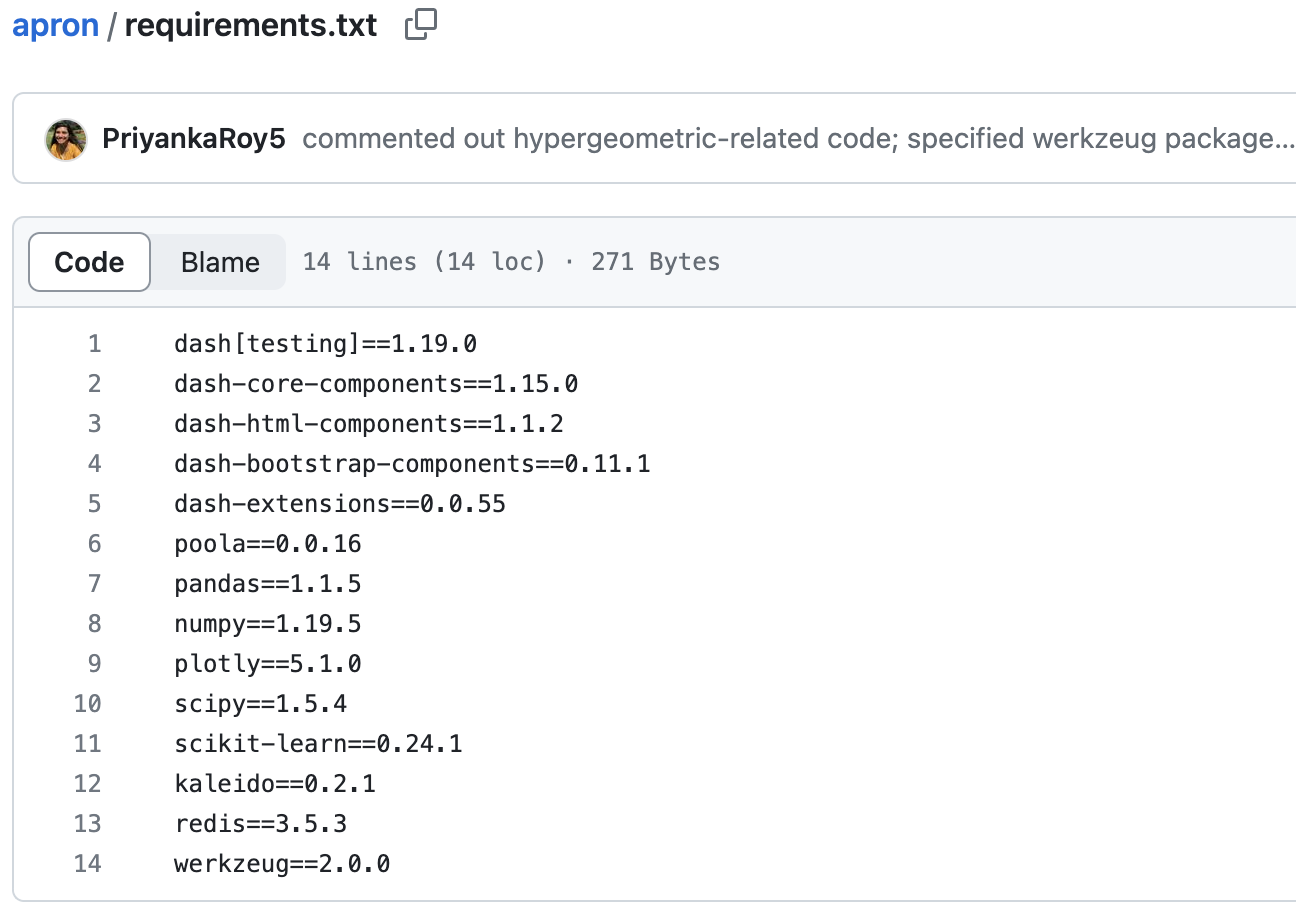 apron / requirements.txt
PriyankaRoy5 commented out hypergeometric-related code; specified werkzeug package...
Code Blame 14 lines (14 loc) · 271 Bytes
1 dash[testing]==1.19.0
2 dash-core-components==1.15.0
3 dash-html-components==1.1.2
4 dash-bootstrap-components==0.11.1
5 dash-extensions==0.0.55
6 poola==0.0.16
7 pandas==1.1.5
8 numpy==1.19.5
9 plotly==5.1.0
10 scipy==1.5.4
11 scikit-learn==0.24.1
12 kaleido==0.2.1
13 redis==3.5.3
14 werkzeug==2.0.0